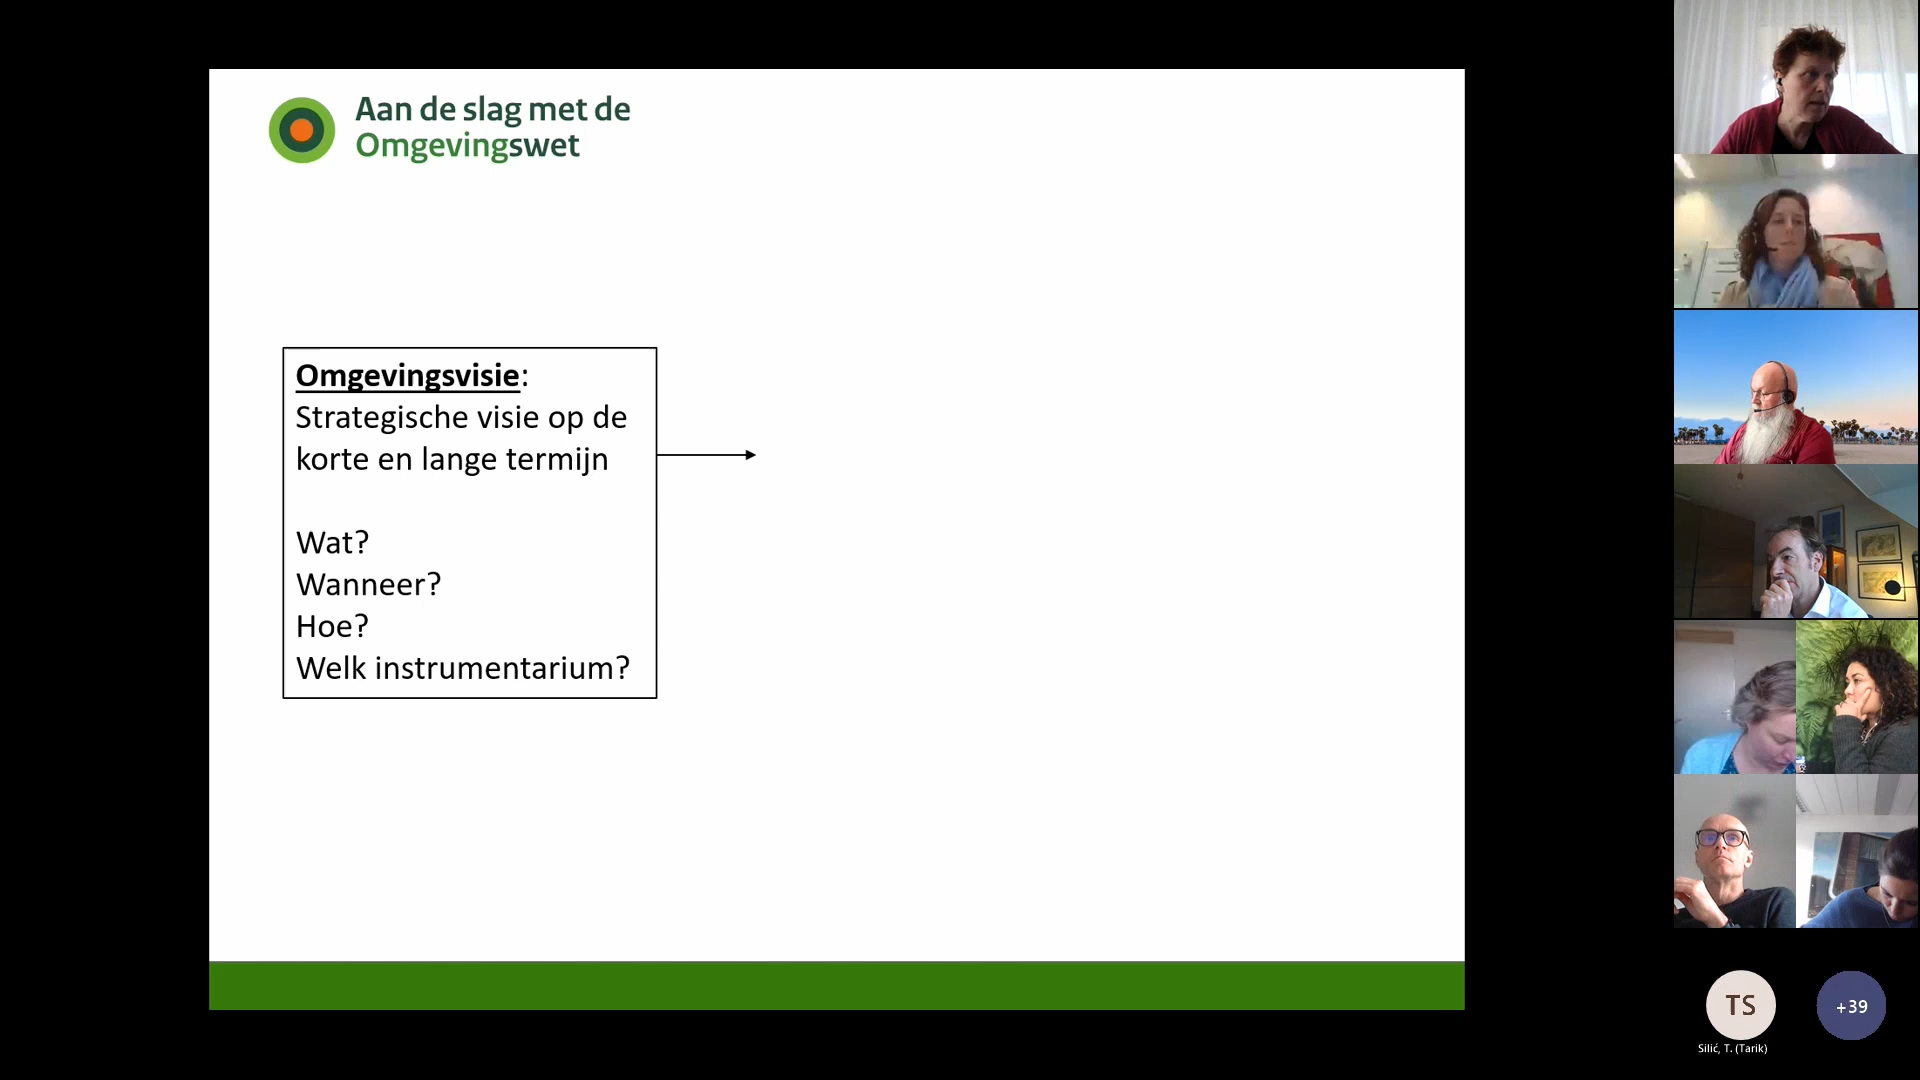 Aan de slag met de
Omgevingswet
Omgevingsvisie:
Strategische visie op de
korte en lange termijn
Wat?
Wanneer?
Hoe?
Welk instrumentarium?
TS
+39
Silić, T. (Tarik)